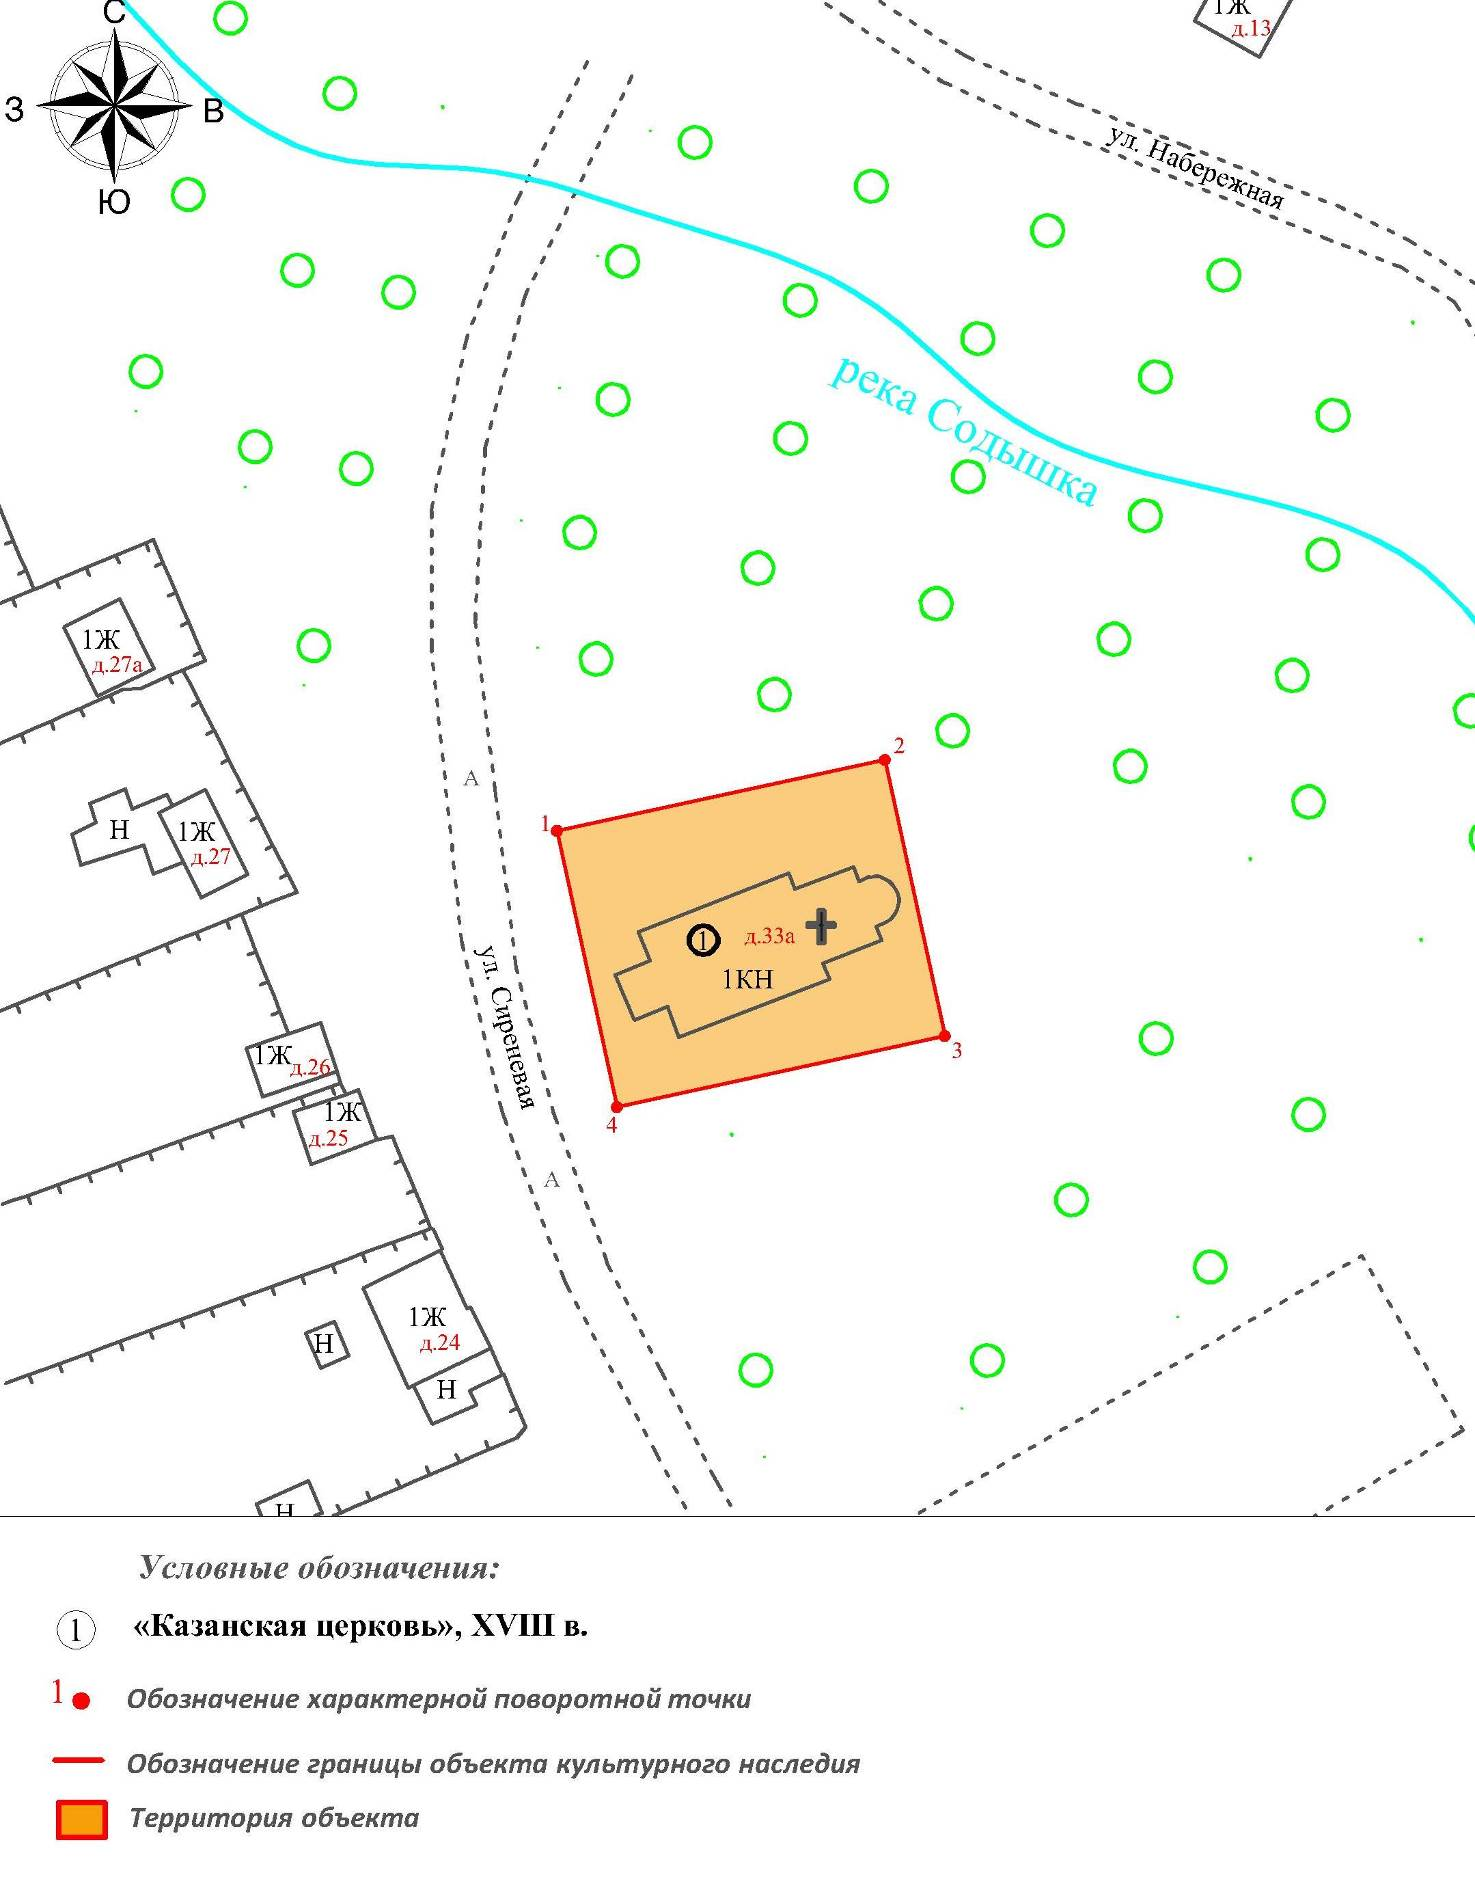 С
З
В
Ю
1Ж
д.13
ул. Набережная
река Содышка
1Ж
д.27а
Н
1Ж
д.27
А
1
2
1
д.33а
1КН
ул. Сиреневая
3
4
1Ж
д.26
1Ж
д.25
А
1Ж
д.24
Н
Н
Н
Условные обозначения:
1 «Казанская церковь», XVIII в.
1 Обозначение характерной поворотной точки
Обозначение границы объекта культурного наследия
Территория объекта